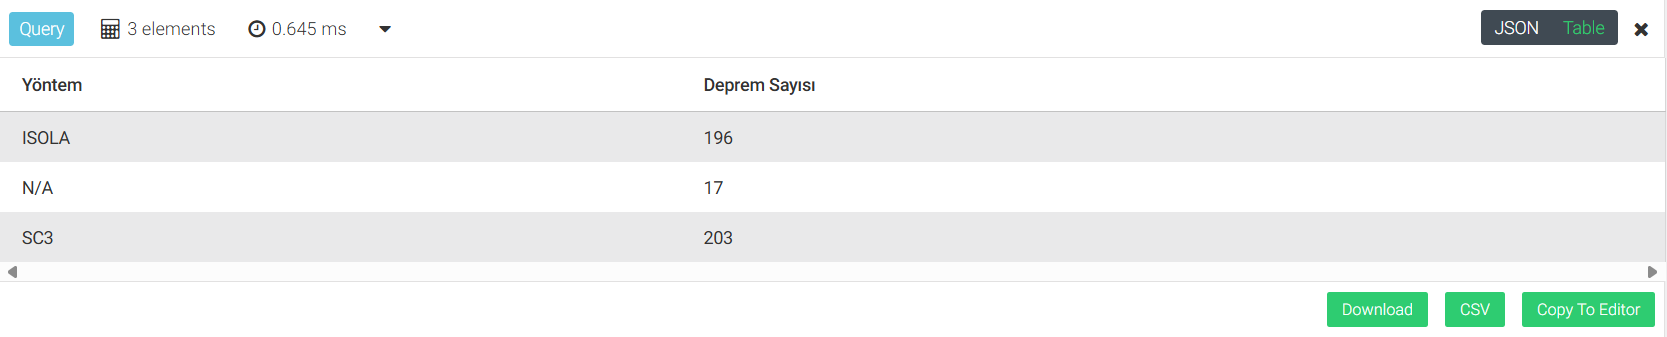 Query 3 elements 0.645 ms JSON Table
Yöntem Deprem Sayısı
ISOLA 196
N/A 17
SC3 203
Download CSV Copy To Editor